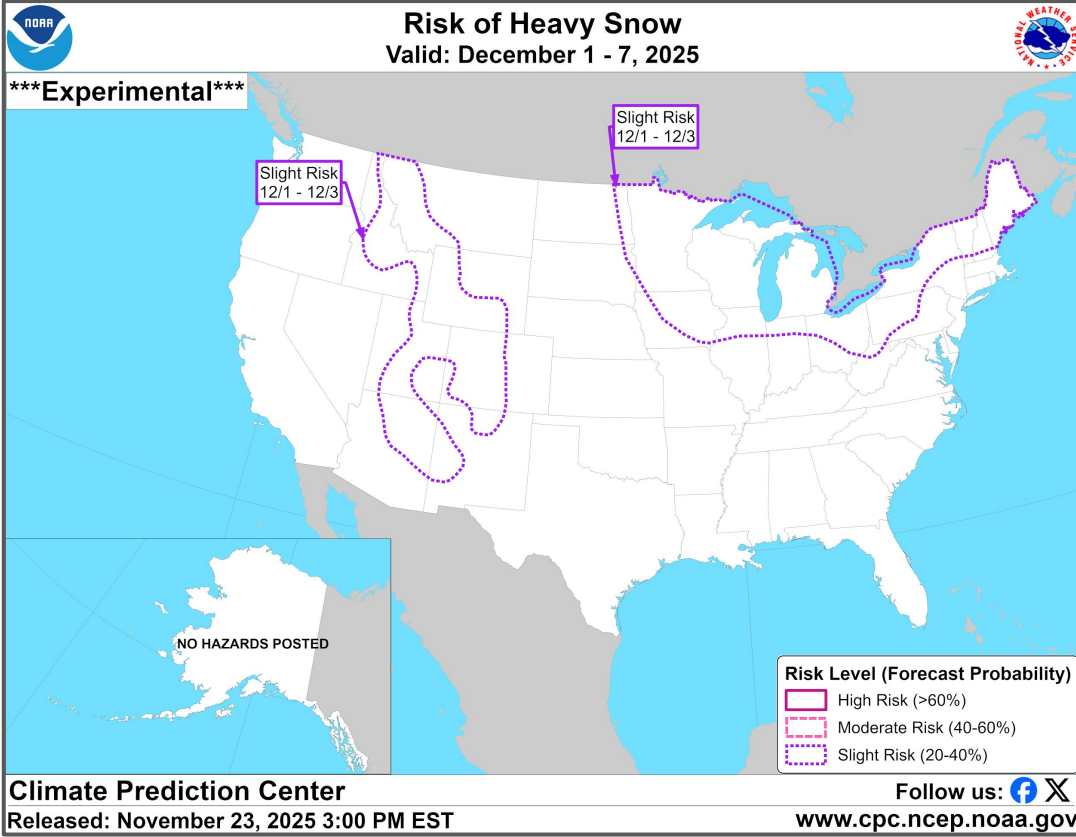 NOAA
Risk of Heavy Snow
Valid: December 1 - 7, 2025
NATIONAL WEATHER SERVICE
***Experimental***
Slight Risk
12/1 - 12/3
Slight Risk
12/1 - 12/3
NO HAZARDS POSTED
Risk Level (Forecast Probability)
High Risk (>60%)
Moderate Risk (40-60%)
Slight Risk (20-40%)
Climate Prediction Center
Follow us:
Released: November 23, 2025 3:00 PM EST
www.cpc.ncep.noaa.gov